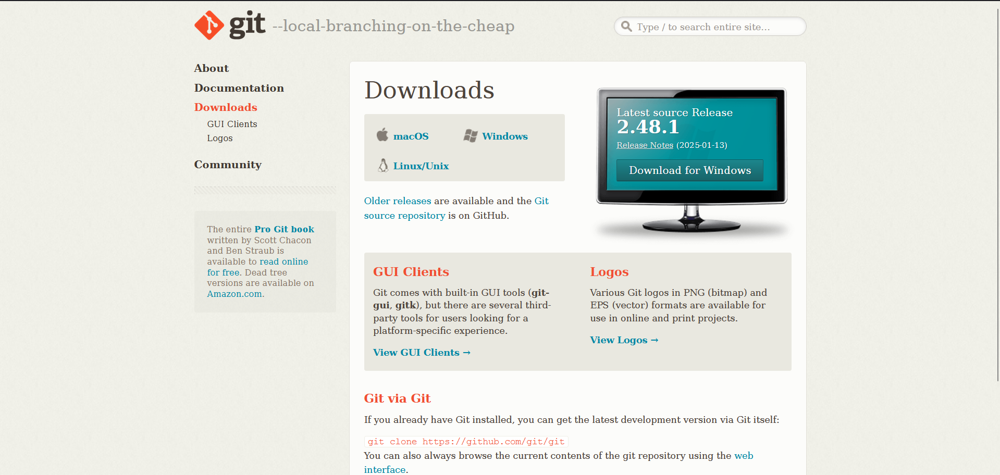 git --local-branching-on-the-cheap
Type / to search entire site...
About
Documentation
Downloads
GUI Clients
Logos
Community
The entire Pro Git book
written by Scott Chacon
and Ben Straub is
available to read online
for free. Dead tree
versions are available on
Amazon.com.
Downloads
macOS
Windows
Linux/Unix
Older releases are available and the Git
source repository is on GitHub.
Latest source Release
2.48.1
Release Notes (2025-01-13)
Download for Windows
GUI Clients
Git comes with built-in GUI tools (git-
gui, gitk), but there are several third-
party tools for users looking for a
platform-specific experience.
View GUI Clients →
Logos
Various Git logos in PNG (bitmap) and
EPS (vector) formats are available for
use in online and print projects.
View Logos →
Git via Git
If you already have Git installed, you can get the latest development version via Git itself:
git clone https://github.com/git/git
You can also always browse the current contents of the git repository using the web
interface.